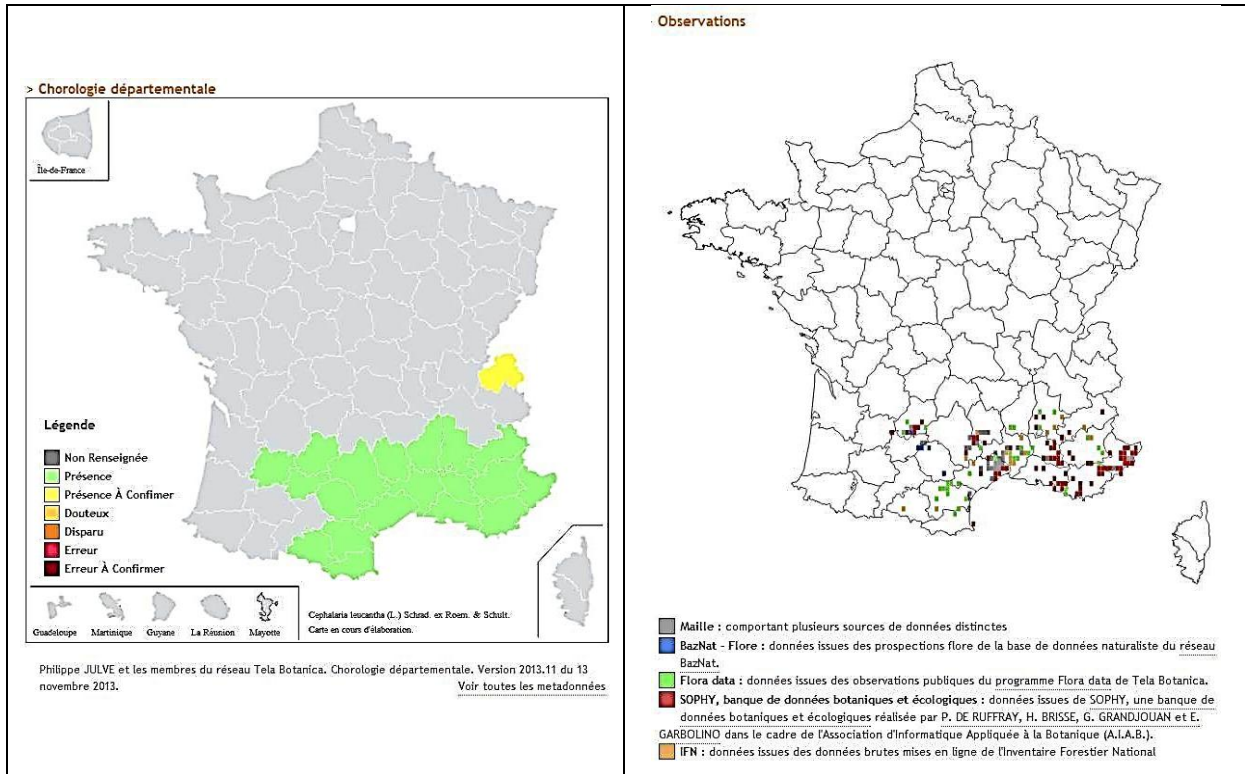 > Chorologie départementale
Île-de-France
Légende
Non Renseignée
Présence
Présence À Confimer
Douteux
Disparu
Erreur
Erreur À Confimer
Guadeloupe Martinique Guyane La Réunion Mayotte
Cephalaria leucantha (L.) Schrad. ex Roem. & Schult.
Carte en cours d'élaboration.
Philippe JULVE et les membres du réseau Tela Botanica. Chorologie départementale. Version 2013.11 du 13
novembre 2013.
Voir toutes les metadonnées
Observations
Maille : comportant plusieurs sources de données distinctes
BazNat - Flore : données issues des prospections flore de la base de données naturaliste du réseau
BazNat.
Flora data : données issues des observations publiques du programme Flora data de Tela Botanica.
SOPHY, banque de données botaniques et écologiques : données issues de SOPHY, une banque de
données botaniques et écologiques réalisée par P. DE RUFFRAY, H. BRISSE, G. GRANDJOUAN et E.
GARBOLINO dans le cadre de l'Association d'Informatique Appliquée à la Botanique (A.I.A.B.).
IFN : données issues des données brutes mises en ligne de l'Inventaire Forestier National